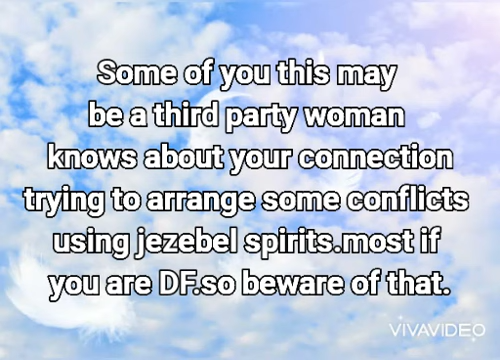 Some of you this may
be a third party woman
knows about your connection
trying to arrange some conflicts
using jezebel spirits.most if
you are DF.so beware of that.
VIVAVIDEO